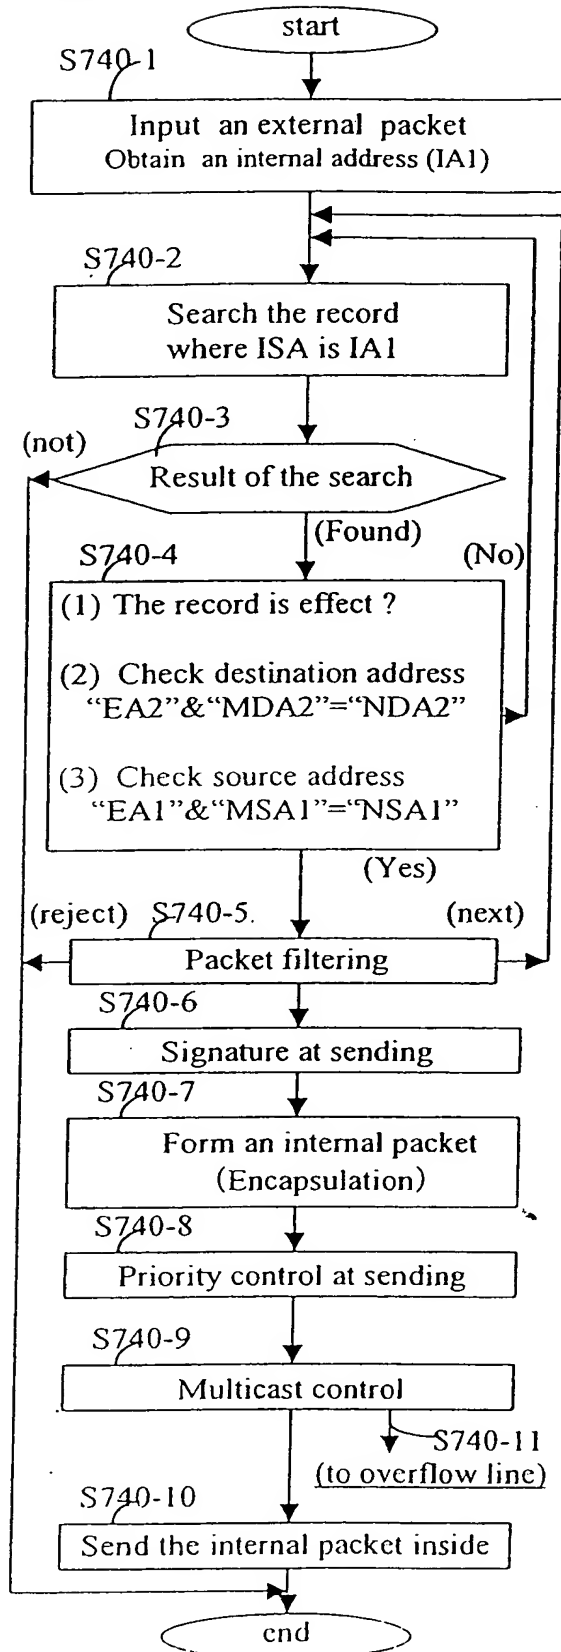 start
S740-1
Input an external packet
Obtain an internal address (IA1)
S740-2
Search the record
where ISA is IA1
S740-3
(not)
Result of the search
(Found)
S740-4
(No)
(1) The record is effect ?
(2) Check destination address
“EA2”&“MDA2”=“NDA2”
(3) Check source address
“EA1”&“MSA1”=“NSA1”
(Yes)
(reject) S740-5. (next)
Packet filtering
S740-6
Signature at sending
S740-7
Form an internal packet
(Encapsulation)
S740-8
Priority control at sending
S740-9
Multicast control
S740-11
(to overflow line)
S740-10
Send the internal packet inside
end